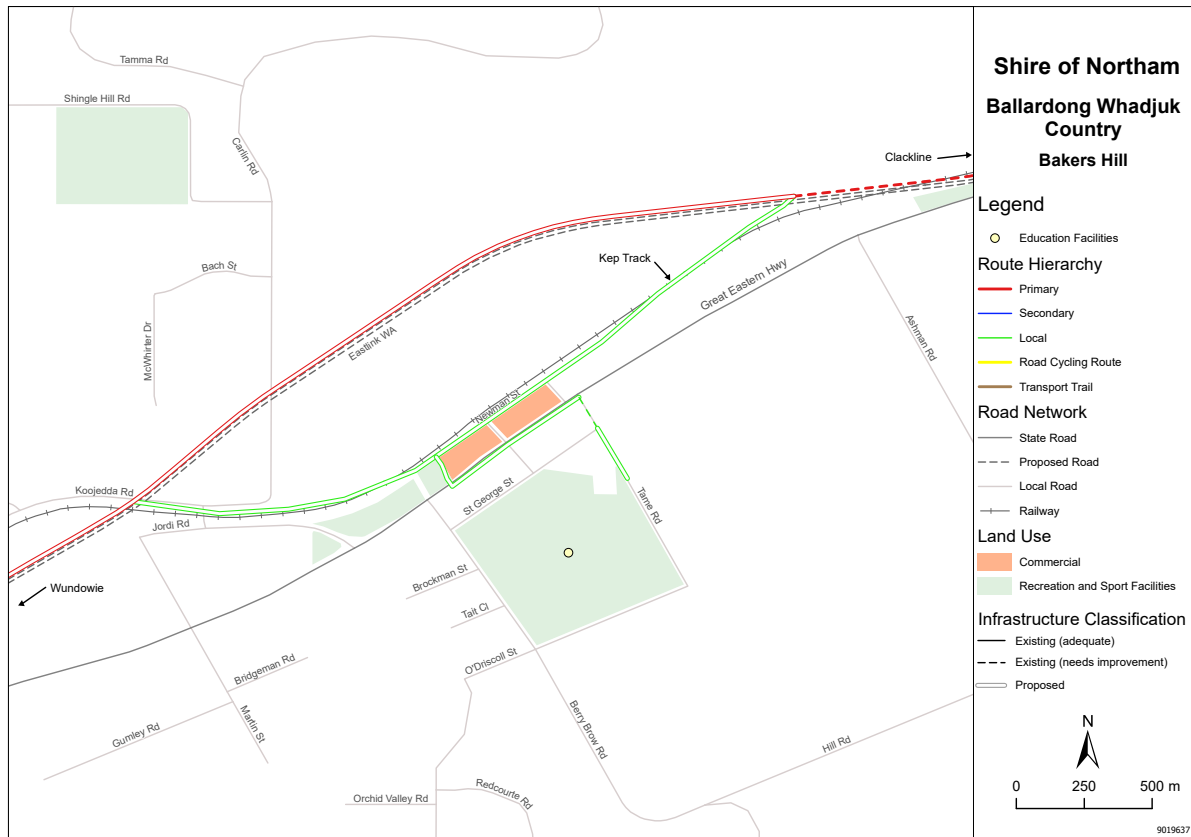 Tamma Rd
Shingle Hill Rd
Carlin Rd
Bach St
McWhirter Dr
Eastlink WA
Kep Track
Clackline
Great Eastern Hwy
Ashman Rd
Newman St
Koojedda Rd
Jordi Rd
Wundowie
St George St
Tame Rd
Brockman St
Tait Cl
O'Driscoll St
Bridgeman Rd
Gumley Rd
Martin St
Berry Brow Rd
Hill Rd
Orchid Valley Rd
Redcourte Rd
Shire of Northam
Ballardong Whadjuk
Country
Bakers Hill
Legend
Education Facilities
Route Hierarchy
Primary
Secondary
Local
Road Cycling Route
Transport Trail
Road Network
State Road
Proposed Road
Local Road
Railway
Land Use
Commercial
Recreation and Sport Facilities
Infrastructure Classification
Existing (adequate)
Existing (needs improvement)
Proposed
N
0 250 500 m
9019637